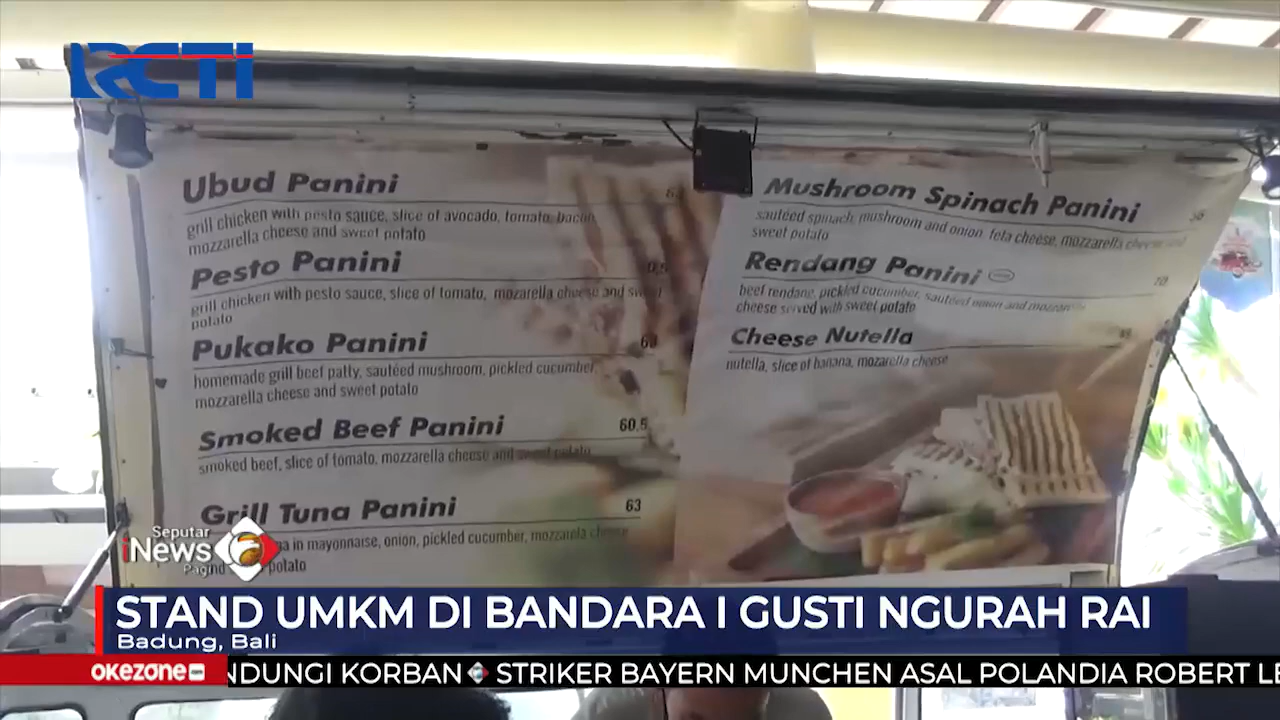 RCTI
Ubud Panini
grill chicken with pesto sauce, slice of avocado, tomato, bacon,
mozzarella cheese and sweet potato
Pesto Panini
grill chicken with pesto sauce, slice of tomato, mozarella cheese and sweet
potato
Pukako Panini
homemade grill beef patty, sautéed mushroom, pickled cucumber,
mozzarella cheese and sweet potato
Smoked Beef Panini 60.5
smoked beef, slice of tomato, mozzarella cheese and sweet potato
Grill Tuna Panini 63
in mayonnaise, onion, pickled cucumber, mozzarela cheese
potato
Mushroom Spinach Panini
sautéed spinach, mushroom and onion, feta cheese, mozzarella cheese and
sweet potato
Rendang Panini
beef rendang, pickled cucumber, sautéed onion and mozzarella
cheese served with sweet potato
Cheese Nutella
nutella, slice of banana, mozarella cheese
Seputar
iNews
Pagi
STAND UMKM DI BANDARA I GUSTI NGURAH RAI
Badung, Bali
OKEZONE NDUNGI KORBAN STRIKER BAYERN MUNCHEN ASAL POLANDIA ROBERT LE